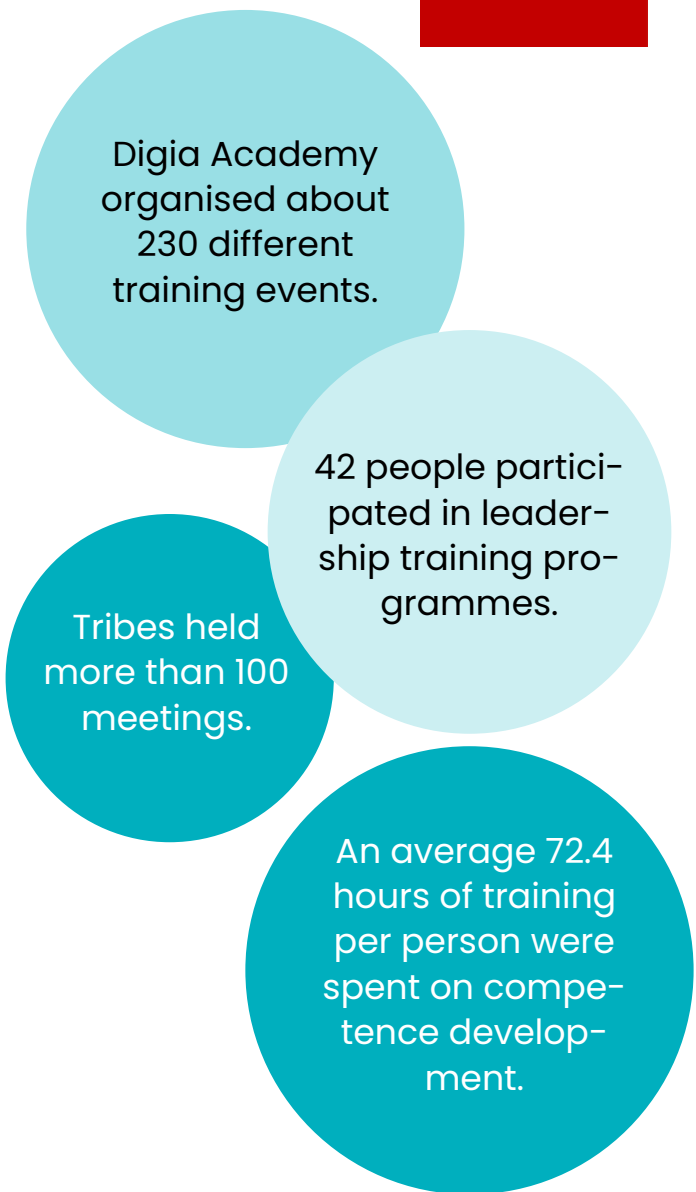 Digia Academy
organised about
230 different
training events.
42 people partici-
pated in leader-
ship training pro-
grammes.
Tribes held
more than 100
meetings.
An average 72.4
hours of training
per person were
spent on compe-
tence develop-
ment.